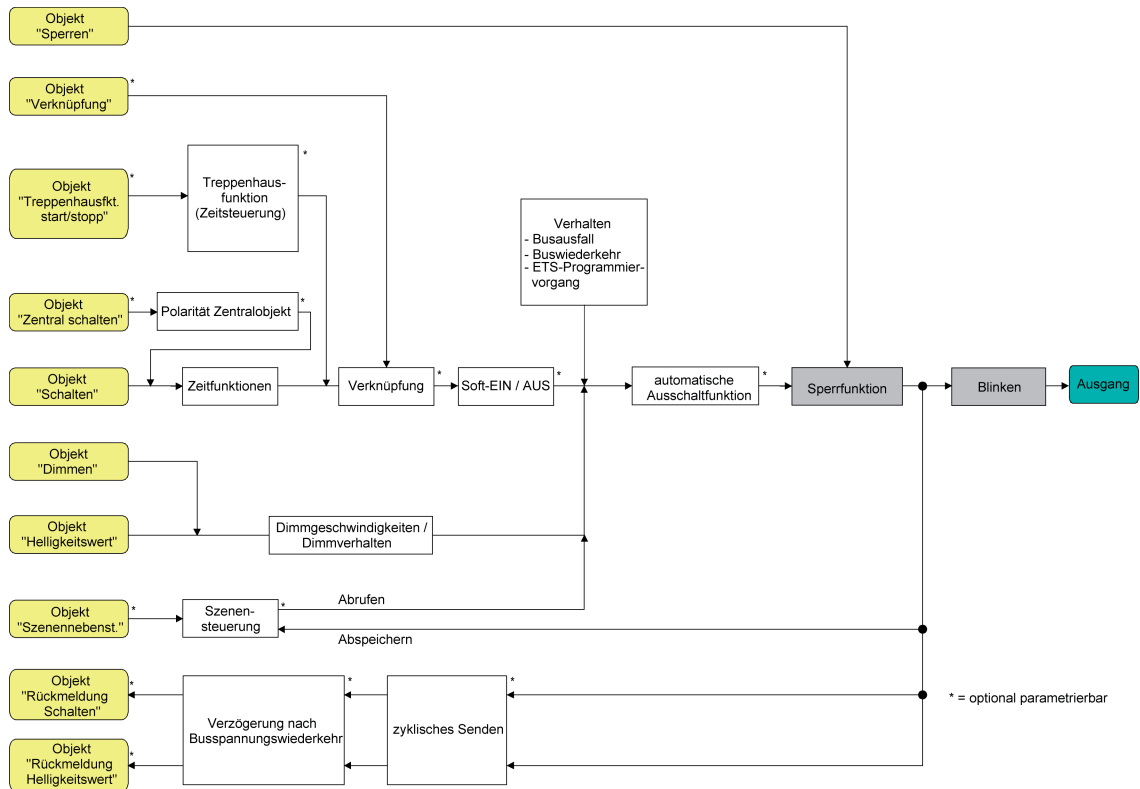 Objekt
"Sperren"
Objekt
"Verknüpfung"
*
Objekt
"Treppenhausfkt.
start/stopp"
*
Treppenhaus-
funktion
(Zeitsteuerung)
*
Verhalten
- Busausfall
- Buswiederkehr
- ETS-Programmier-
vorgang
Objekt
"Zentral schalten"
*
Polarität Zentralobjekt
*
Objekt
"Schalten"
Zeitfunktionen
Verknüpfung
*
Soft-EIN / AUS
*
automatische
Ausschaltfunktion
*
Sperrfunktion
Blinken
Ausgang
Objekt
"Dimmen"
Objekt
"Helligkeitswert"
Dimmgeschwindigkeiten /
Dimmverhalten
Objekt
"Szenennebenst."
*
Szenen-
steuerung
*
Abrufen
Abspeichern
Objekt
"Rückmeldung
Schalten"
*
Verzögerung nach
Busspannungswiederkehr
*
zyklisches Senden
*
* = optional parametrierbar
Objekt
"Rückmeldung
Helligkeitswert"
*